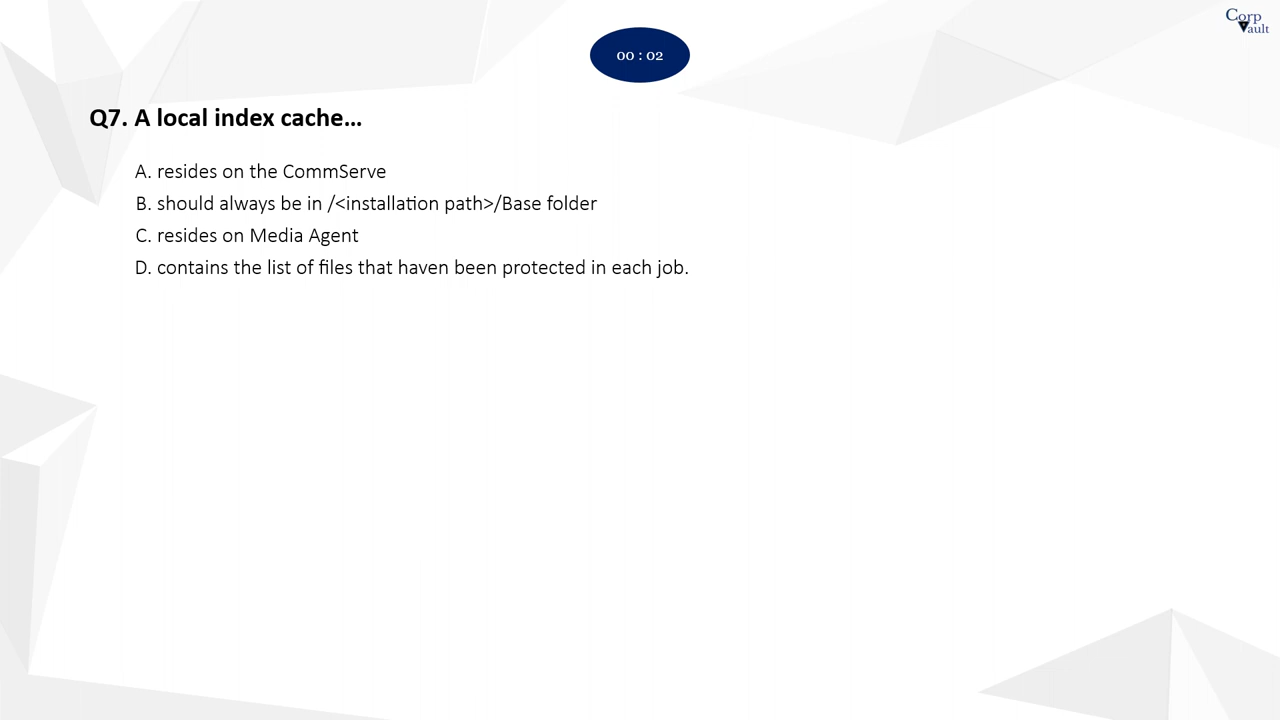 Corp
Vault
00 : 02
Q7. A local index cache...
A. resides on the CommServe
B. should always be in /<installation path>/Base folder
C. resides on Media Agent
D. contains the list of files that haven been protected in each job.